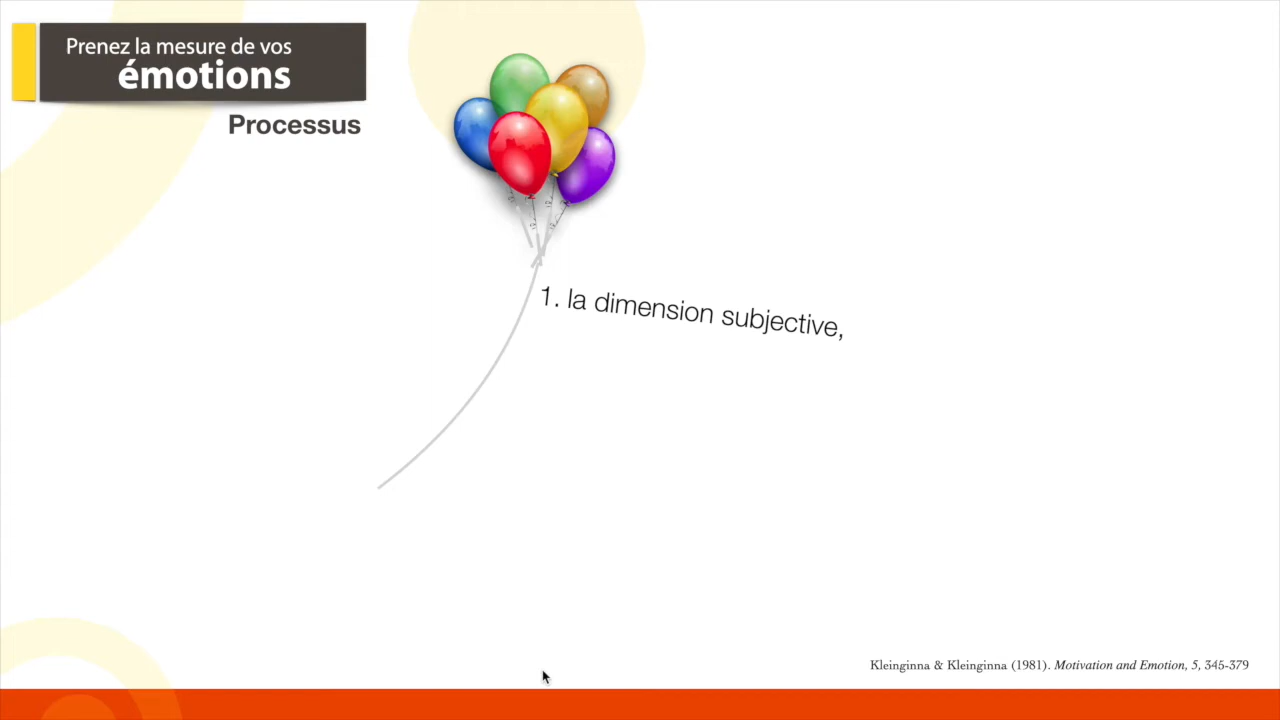 Prenez la mesure de vos
émotions
Processus
1. la dimension subjective,
Kleinginna & Kleinginna (1981). Motivation and Emotion, 5, 345-379